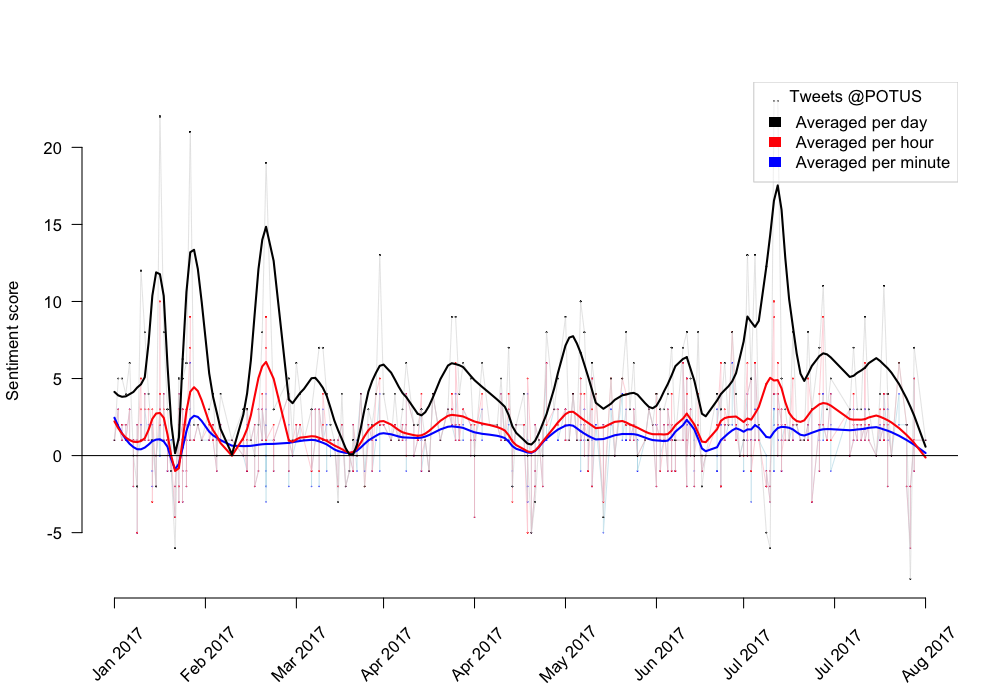 Tweets @POTUS
Averaged per day
Averaged per hour
Averaged per minute
Sentiment score
20
15
10
5
0
-5
Jan 2017
Feb 2017
Mar 2017
Apr 2017
Apr 2017
May 2017
Jun 2017
Jul 2017
Jul 2017
Aug 2017